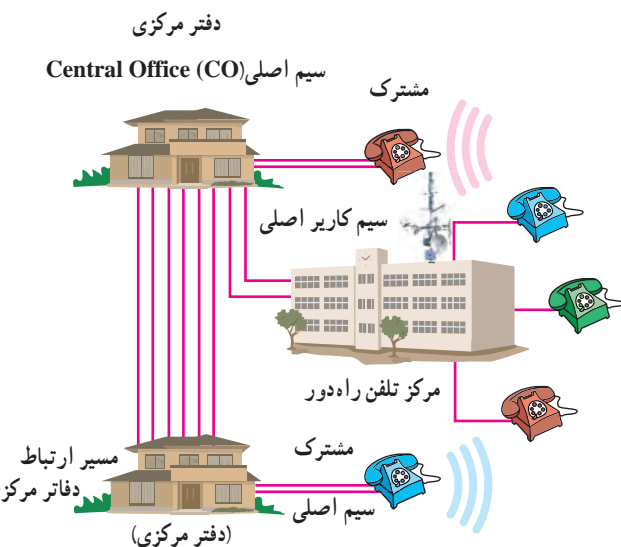 دفتر مرکزی
سیم اصلی Central Office (CO)
مشترک
سیم کاریر اصلی
مرکز تلفن راه‌دور
مشترک
مسیر ارتباط
دفاتر مرکزی
سیم اصلی
(دفتر مرکزی)